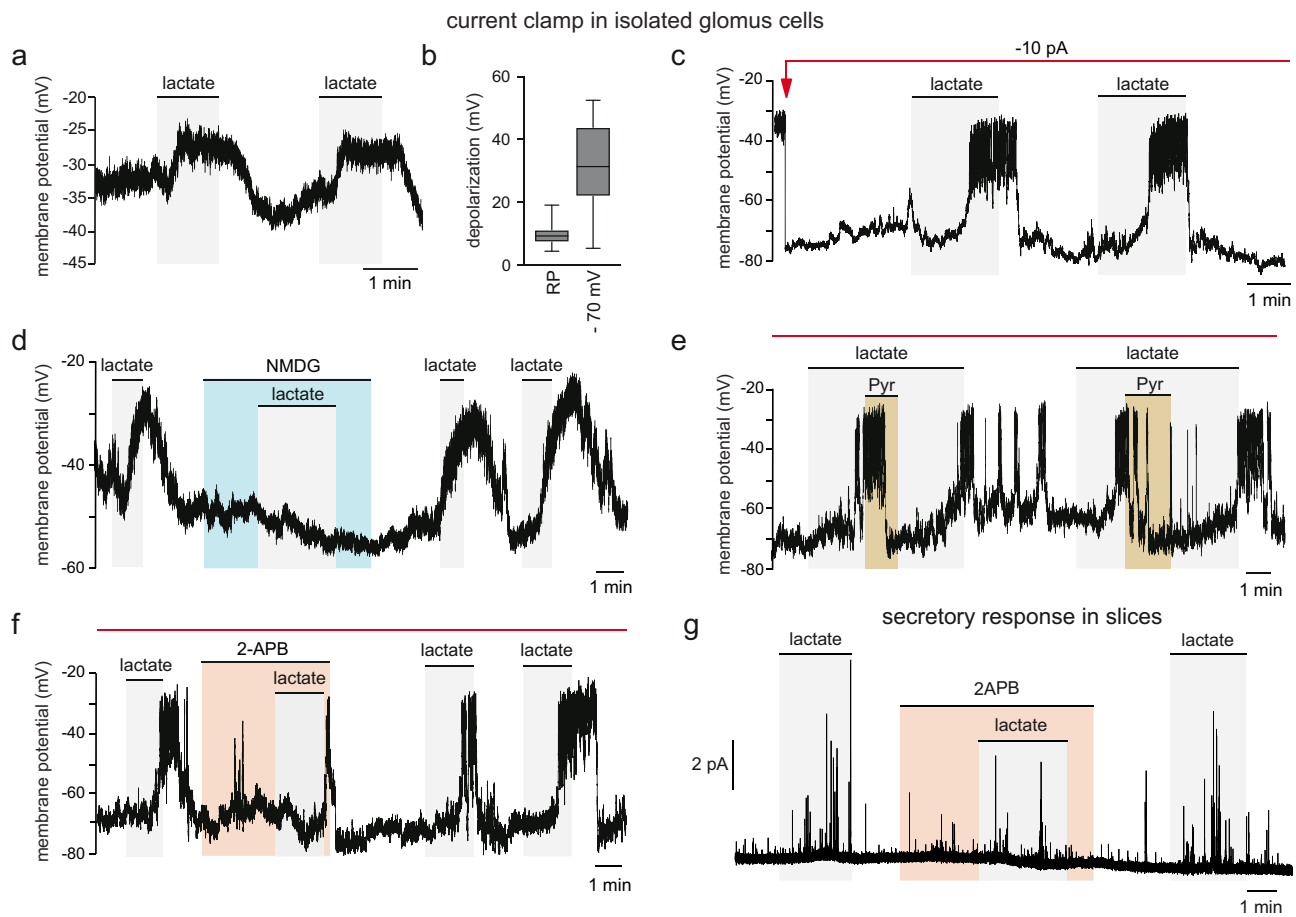 current clamp in isolated glomus cells
a
lactate
lactate
membrane potential (mV)
-20
-25
-30
-35
-40
-45
1 min
b
depolarization (mV)
60
40
20
0
RP
- 70 mV
c
-10 pA
lactate
lactate
membrane potential (mV)
-20
-40
-60
-80
1 min
d
lactate
NMDG
lactate
lactate
lactate
membrane potential (mV)
-20
-40
-60
1 min
e
lactate
lactate
Pyr
Pyr
membrane potential (mV)
-20
-40
-60
-80
1 min
f
lactate
2-APB
lactate
lactate
lactate
membrane potential (mV)
-20
-40
-60
-80
1 min
secretory response in slices
g
lactate
2APB
lactate
lactate
2 pA
1 min